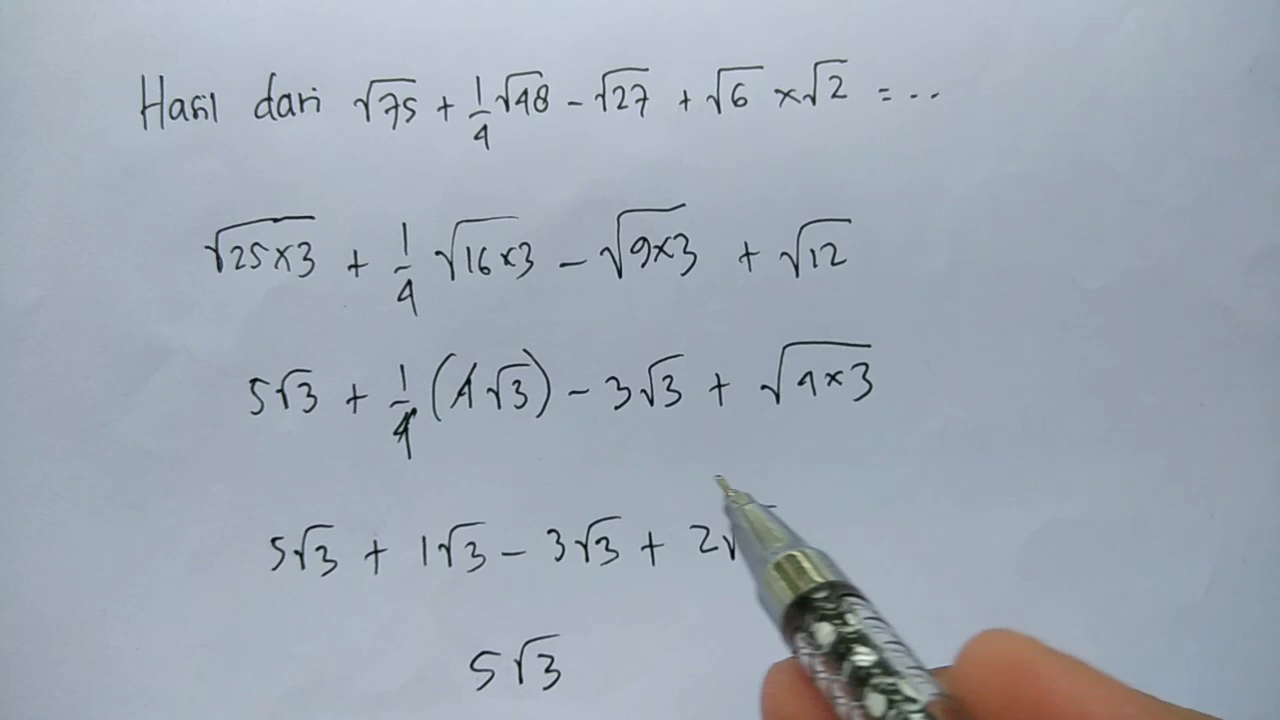 Hasil dari √75 + 1/4 √48 - √27 + √6 × √2 = ...
√25×3 + 1/4 √16×3 - √9×3 + √12
5√3 + 1/4 (4√3) - 3√3 + √4×3
5√3 + 1√3 - 3√3 + 2√
5√3